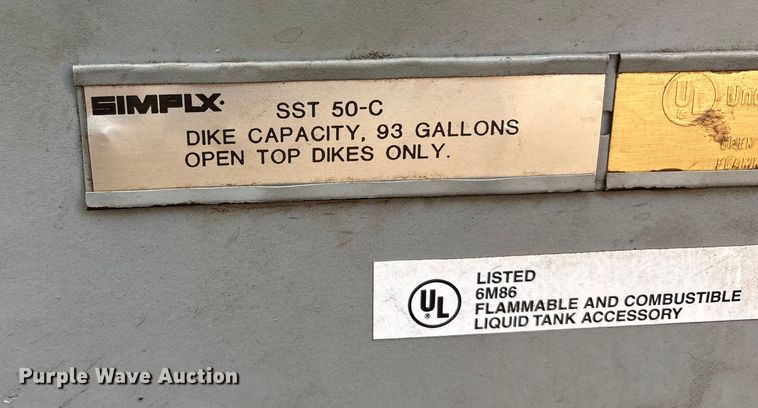 SIMPLX.
SST 50-C
DIKE CAPACITY, 93 GALLONS
OPEN TOP DIKES ONLY.
UL
UL
LISTED
6M86
FLAMMABLE AND COMBUSTIBLE
LIQUID TANK ACCESSORY
Purple Wave Auction